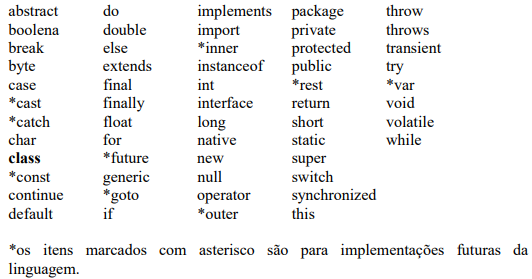 abstract do implements package throw
boolena double import private throws
break else *inner protected transient
byte extends instanceof public try
case final int *rest *var
*cast finally interface return void
*catch float long short volatile
char for native static while
class *future new super
*const generic null switch
continue *goto operator synchronized
default if *outer this
*os itens marcados com asterisco são para implementações futuras da
linguagem.